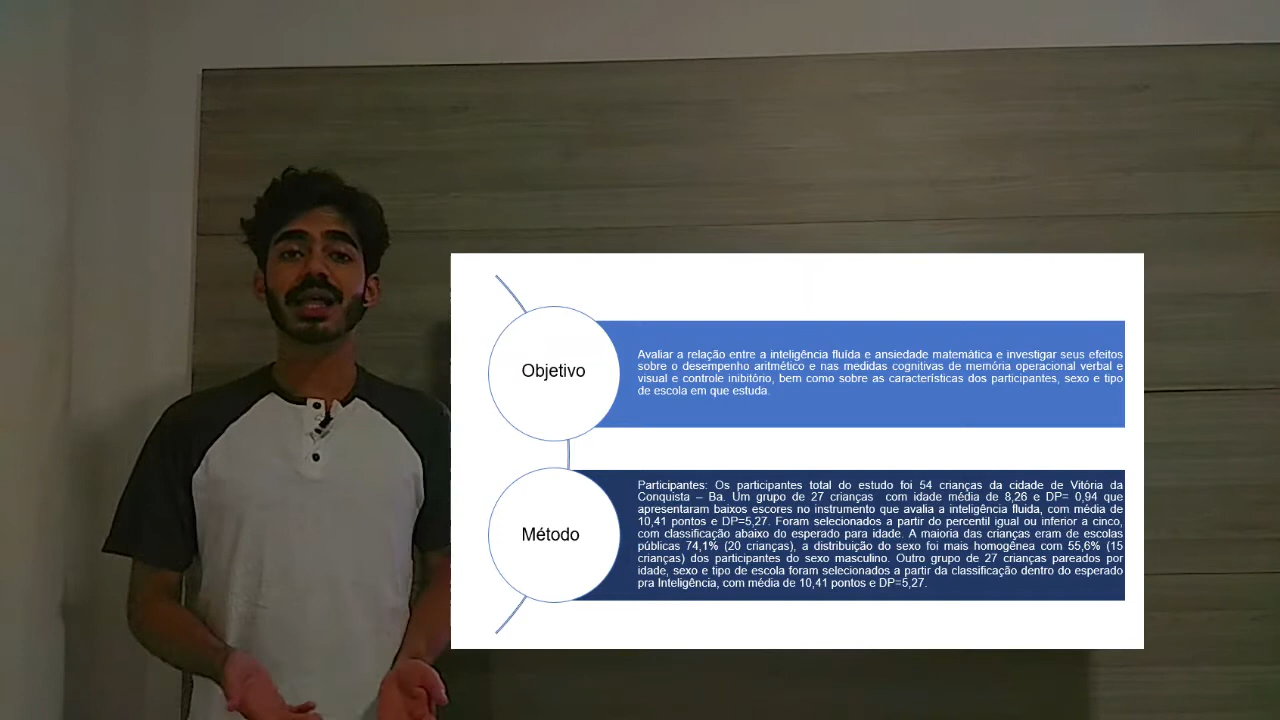 Objetivo
Avaliar a relação entre a inteligência fluída e ansiedade matemática e investigar seus efeitos
sobre o desempenho aritmético e nas medidas cognitivas de memória operacional verbal e
visual e controle inibitório, bem como sobre as características dos participantes, sexo e tipo
de escola em que estuda.
Método
Participantes: Os participantes total do estudo foi 54 crianças da cidade de Vitória da
Conquista – Ba. Um grupo de 27 crianças com idade média de 8,26 e DP= 0,94 que
apresentaram baixos escores no instrumento que avalia a inteligência fluida, com média de
10,41 pontos e DP=5,27. Foram selecionados a partir do percentil igual ou inferior a cinco,
com classificação abaixo do esperado para idade. A maioria das crianças eram de escolas
públicas 74,1% (20 crianças), a distribuição do sexo foi mais homogênea com 55,6% (15
crianças) dos participantes do sexo masculino. Outro grupo de 27 crianças pareados por
idade, sexo e tipo de escola foram selecionados a partir da classificação dentro do esperado
pra Inteligência, com média de 10,41 pontos e DP=5,27.